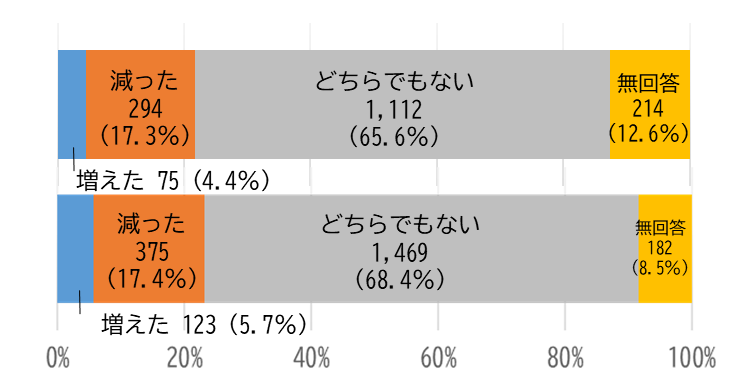 減った
294
(17.3%)
どちらでもない
1,112
(65.6%)
無回答
214
(12.6%)
増えた 75 (4.4%)
減った
375
(17.4%)
どちらでもない
1,469
(68.4%)
無回答
182
(8.5%)
増えた 123 (5.7%)
0% 20% 40% 60% 80% 100%